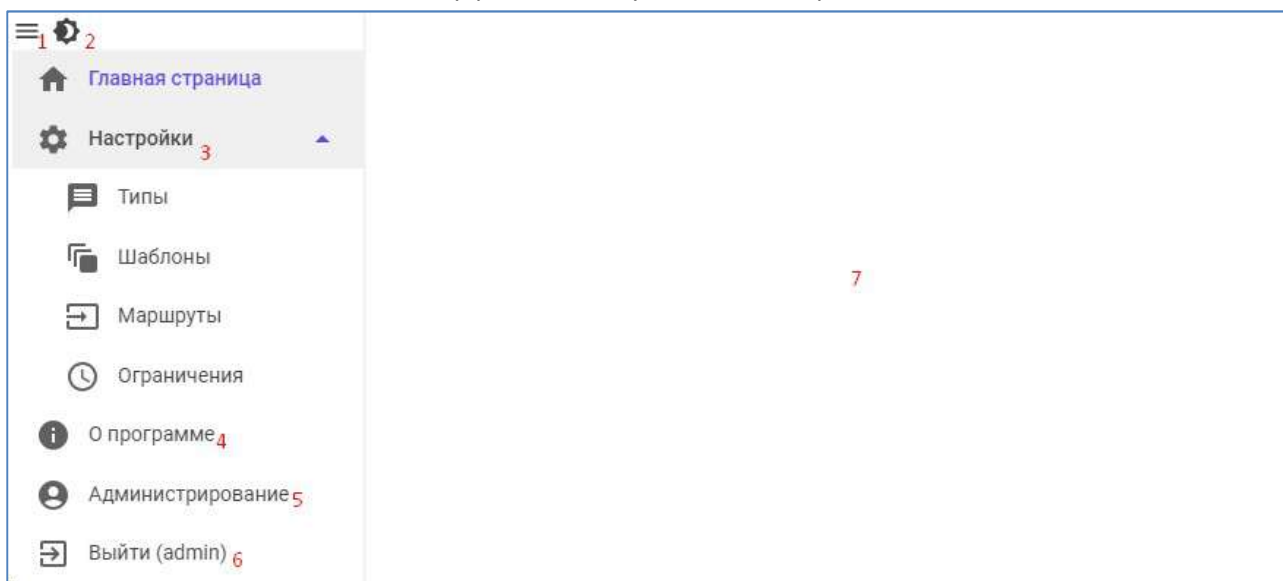 1 2
Главная страница
Настройки 3
Типы
Шаблоны
7
Маршруты
Ограничения
О программе 4
Администрирование 5
Выйти (admin) 6